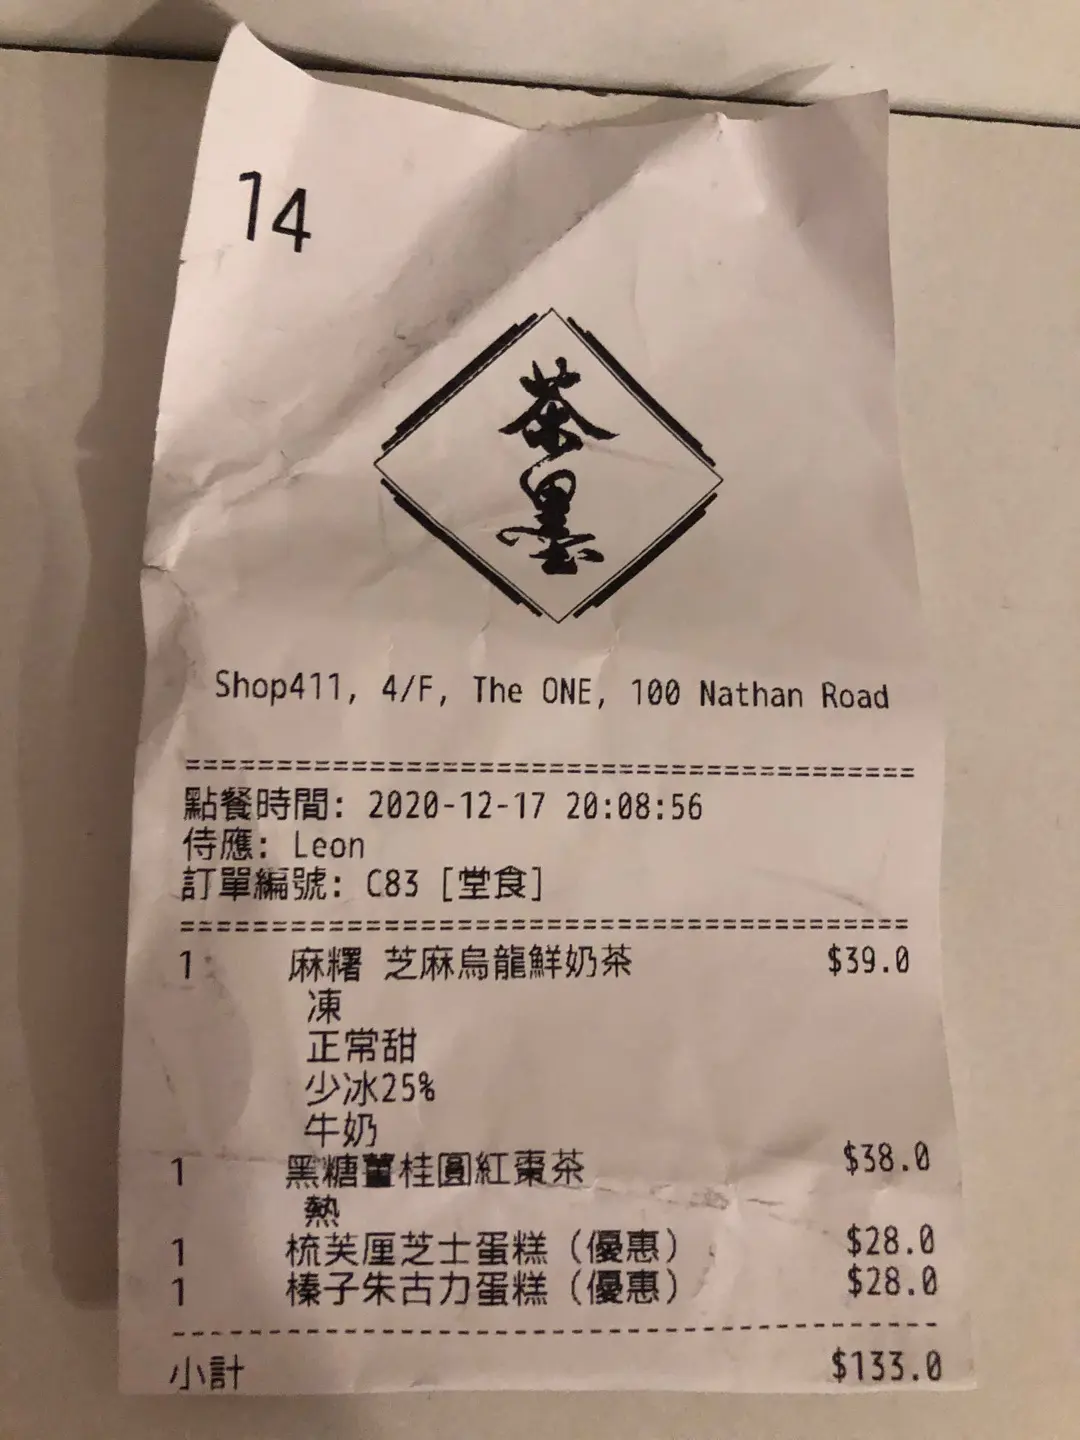 14
茶
墨
Shop411, 4/F, The ONE, 100 Nathan Road
========================================
點餐時間: 2020-12-17 20:08:56
侍應: Leon
訂單編號: C83 [堂食]
========================================
1 麻糬 芝麻烏龍鮮奶茶 $39.0
凍
正常甜
少冰25%
牛奶
1 黑糖薑桂圓紅棗茶 $38.0
熱
1 梳芙厘芝士蛋糕（優惠） $28.0
1 榛子朱古力蛋糕（優惠） $28.0
----------------------------------------
小計 $133.0